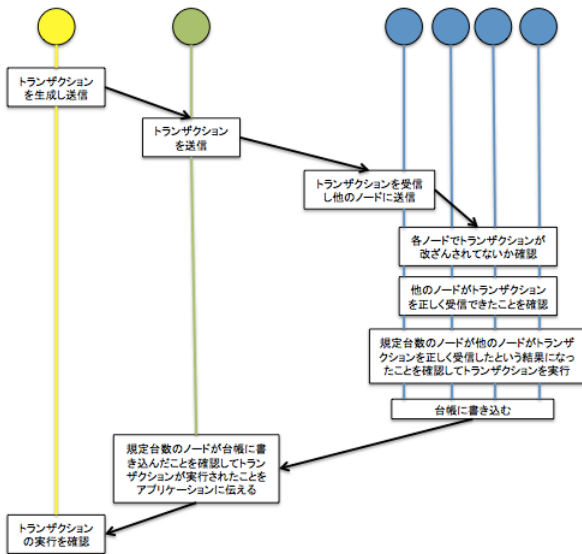 トランザクション
を生成し送信
トランザクション
を送信
トランザクションを受信
し他のノードに送信
各ノードでトランザクションが
改ざんされてないか確認
他のノードがトランザクション
を正しく受信できたことを確認
規定台数のノードが他のノードがトランザ
クションを正しく受信したという結果になっ
たことを確認してトランザクションを実行
台帳に書き込む
規定台数のノードが台帳に書
き込んだことを確認してトラン
ザクションが実行されたことを
アプリケーションに伝える
トランザクション
の実行を確認